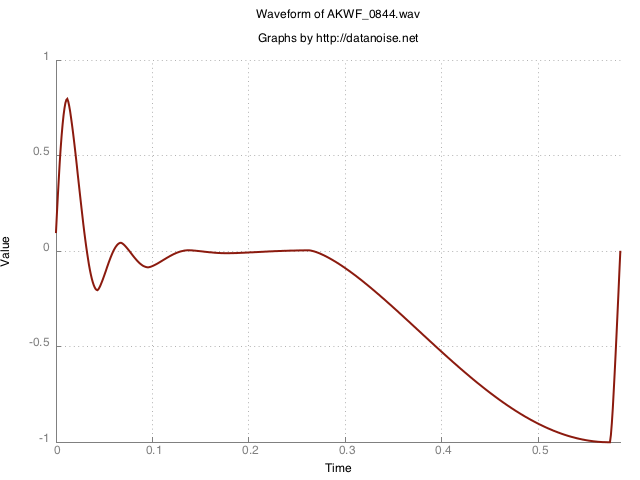 Waveform of AKWF_0844.wav
Graphs by http://datanoise.net
1
0.5
0
-0.5
-1
Value
0 0.1 0.2 0.3 0.4 0.5
Time